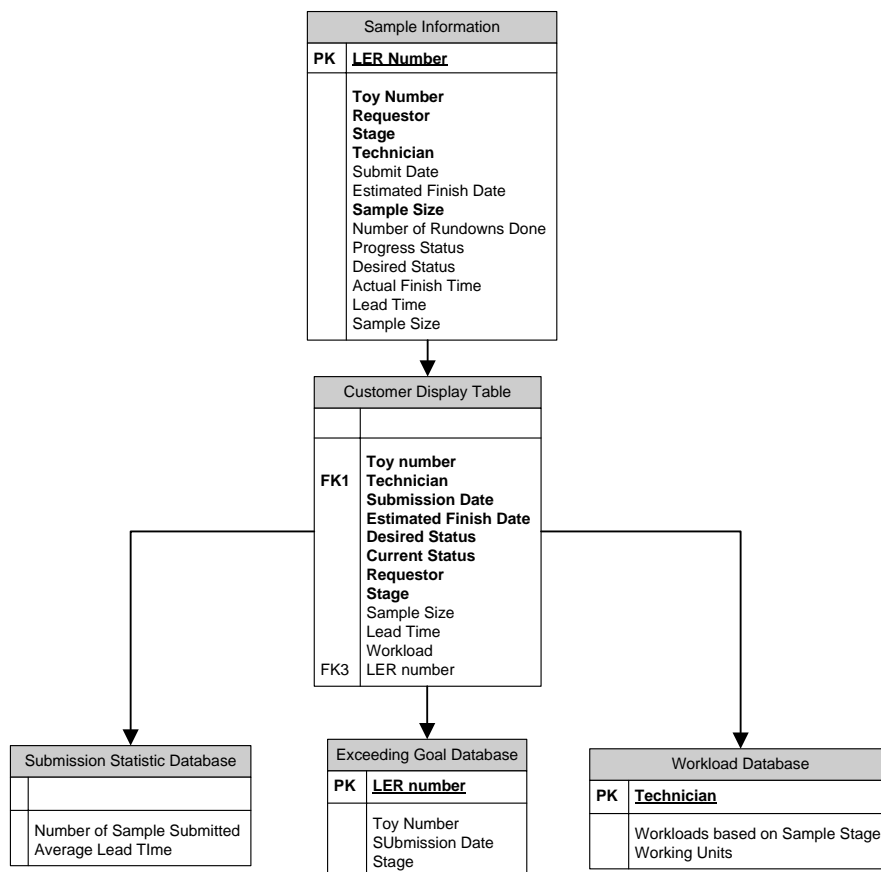 Sample Information
PK LER Number
Toy Number
Requestor
Stage
Technician
Submit Date
Estimated Finish Date
Sample Size
Number of Rundowns Done
Progress Status
Desired Status
Actual Finish Time
Lead Time
Sample Size
Customer Display Table
Toy number
FK1 Technician
Submission Date
Estimated Finish Date
Desired Status
Current Status
Requestor
Stage
Sample Size
Lead Time
Workload
FK3 LER number
Submission Statistic Database
Number of Sample Submitted
Average Lead TIme
Exceeding Goal Database
PK LER number
Toy Number
SUbmission Date
Stage
Workload Database
PK Technician
Workloads based on Sample Stage
Working Units